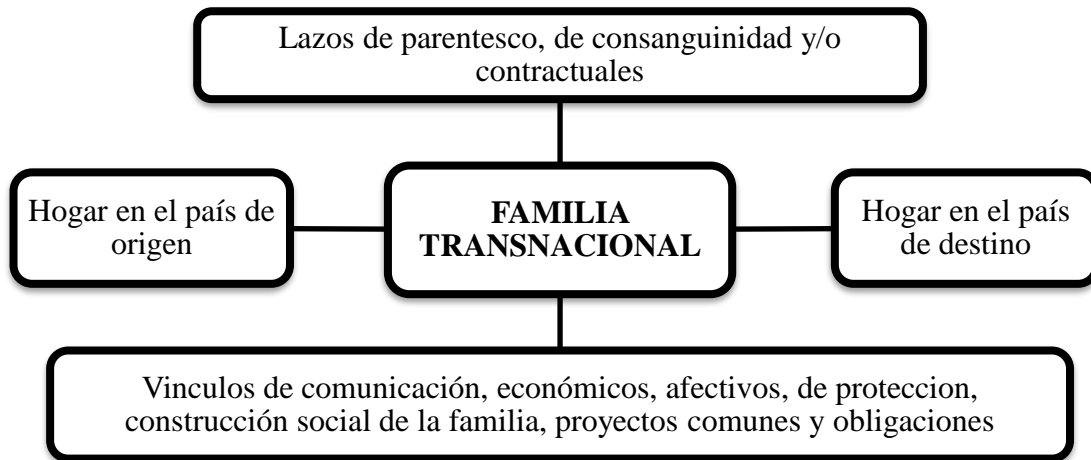 Lazos de parentesco, de consanguinidad y/o
contractuales
Hogar en el país de
origen
FAMILIA
TRANSNACIONAL
Hogar en el país
de destino
Vinculos de comunicación, económicos, afectivos, de proteccion,
construcción social de la familia, proyectos comunes y obligaciones